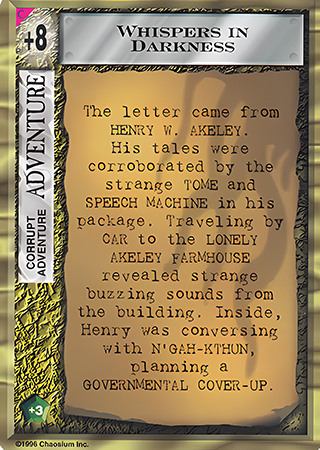 +8
WHISPERS IN
DARKNESS
ADVENTURE
CORRUPT
ADVENTURE
The letter came from
HENRY W. AKELEY.
His tales were
corroborated by the
strange TOME and
SPEECH MACHINE in his
package. Traveling by
CAR to the LONELY
AKELEY FARMHOUSE
revealed strange
buzzing sounds from
the building. Inside,
Henry was conversing
with N'GAH-KTHUN,
planning a
GOVERNMENTAL COVER-UP.
+3
©1996 Chaosium Inc.